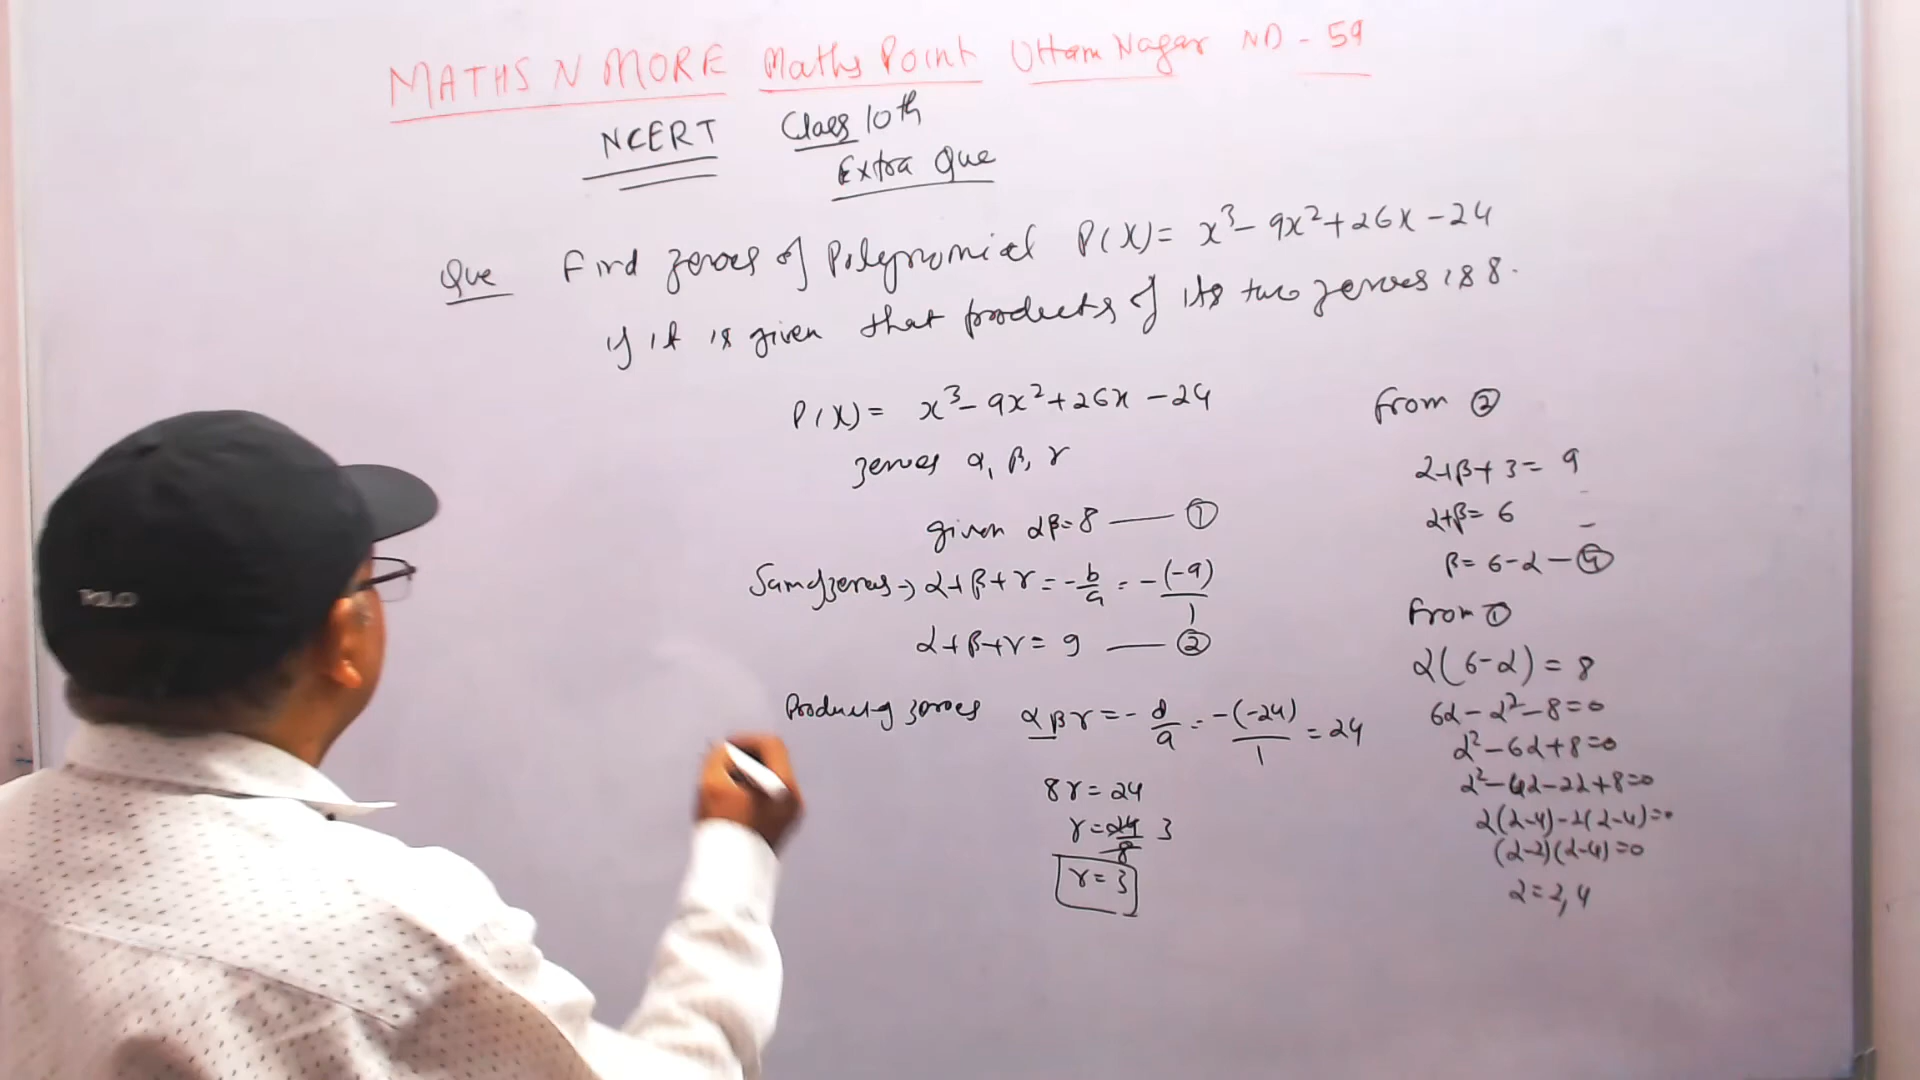 MATHS N MORE Maths Point Uttam Nagar ND - 59
NCERT Class 10th
Extra Que
Que Find zeroes of Polynomial P(X) = x³ - 9x² + 26x - 24
if it is given that products of its two zeroes is 8.
P(X) = x³ - 9x² + 26x - 24
zeroes α, β, γ
given αβ = 8 —— ①
Sum of zeroes → α + β + γ = -b/a = -(-9)/1
α + β + γ = 9 —— ②
Product of zeroes αβγ = -d/a = -(-24)/1 = 24
8γ = 24
γ = 24/8 3
γ = 3
From ②
α + β + 3 = 9
α + β = 6
β = 6 - α — ④
From ①
α(6 - α) = 8
6α - α² - 8 = 0
α² - 6α + 8 = 0
α² - 4α - 2α + 8 = 0
α(α - 4) - 2(α - 4) = 0
(α - 2)(α - 4) = 0
α = 2, 4
POLO